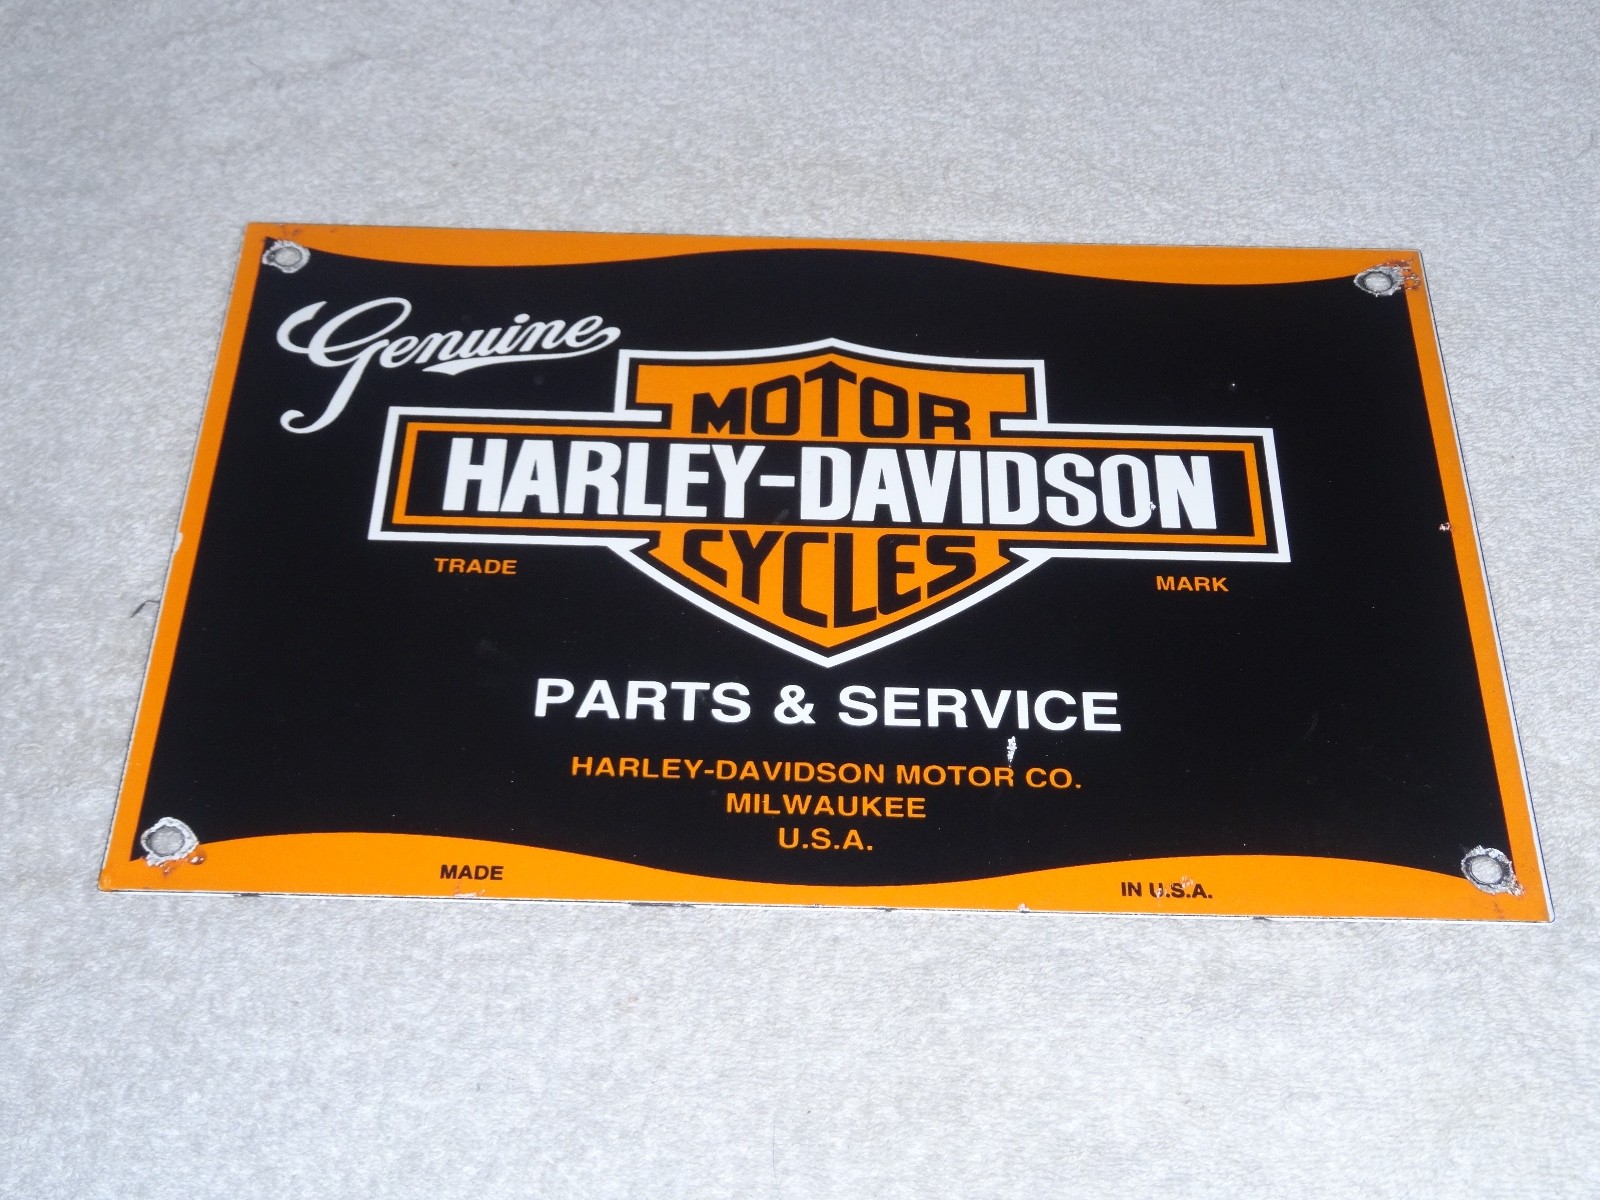 Genuine
MOTOR
HARLEY-DAVIDSON
CYCLES
TRADE MARK
PARTS & SERVICE
HARLEY-DAVIDSON MOTOR CO.
MILWAUKEE
U.S.A.
MADE IN U.S.A.